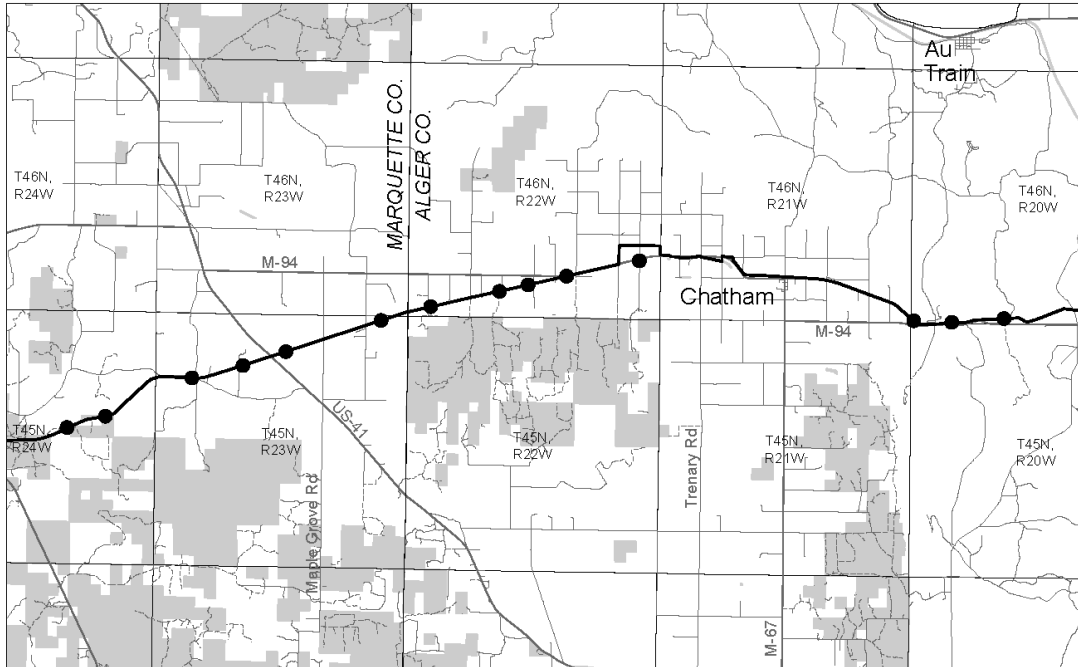 Au
Train
MARQUETTE CO.
ALGER CO.
T46N,
R24W
T46N,
R23W
T46N,
R22W
T46N,
R21W
T46N,
R20W
M-94
Chatham
M-94
US-41
T45N,
R24W
T45N,
R23W
T45N,
R22W
T45N,
R21W
T45N,
R20W
Maple Grove Rd
Trenary Rd
M-67